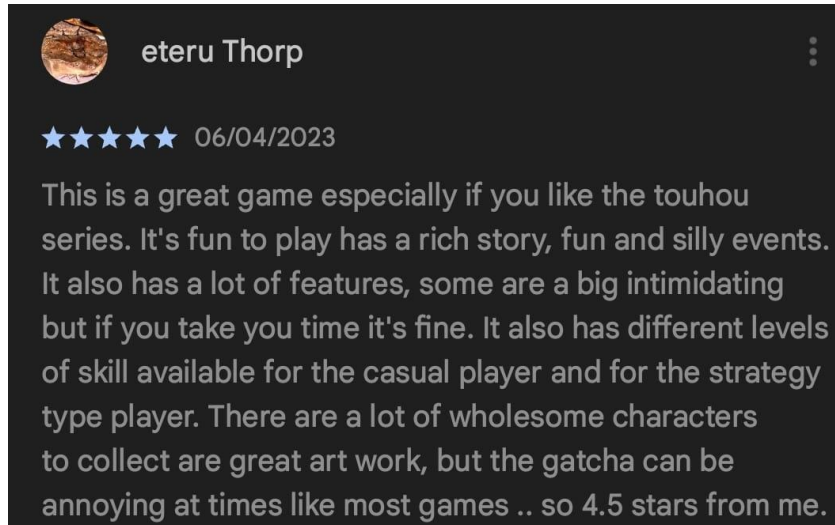 eteru Thorp
06/04/2023
This is a great game especially if you like the touhou
series. It's fun to play has a rich story, fun and silly events.
It also has a lot of features, some are a big intimidating
but if you take you time it's fine. It also has different levels
of skill available for the casual player and for the strategy
type player. There are a lot of wholesome characters
to collect are great art work, but the gatcha can be
annoying at times like most games .. so 4.5 stars from me.